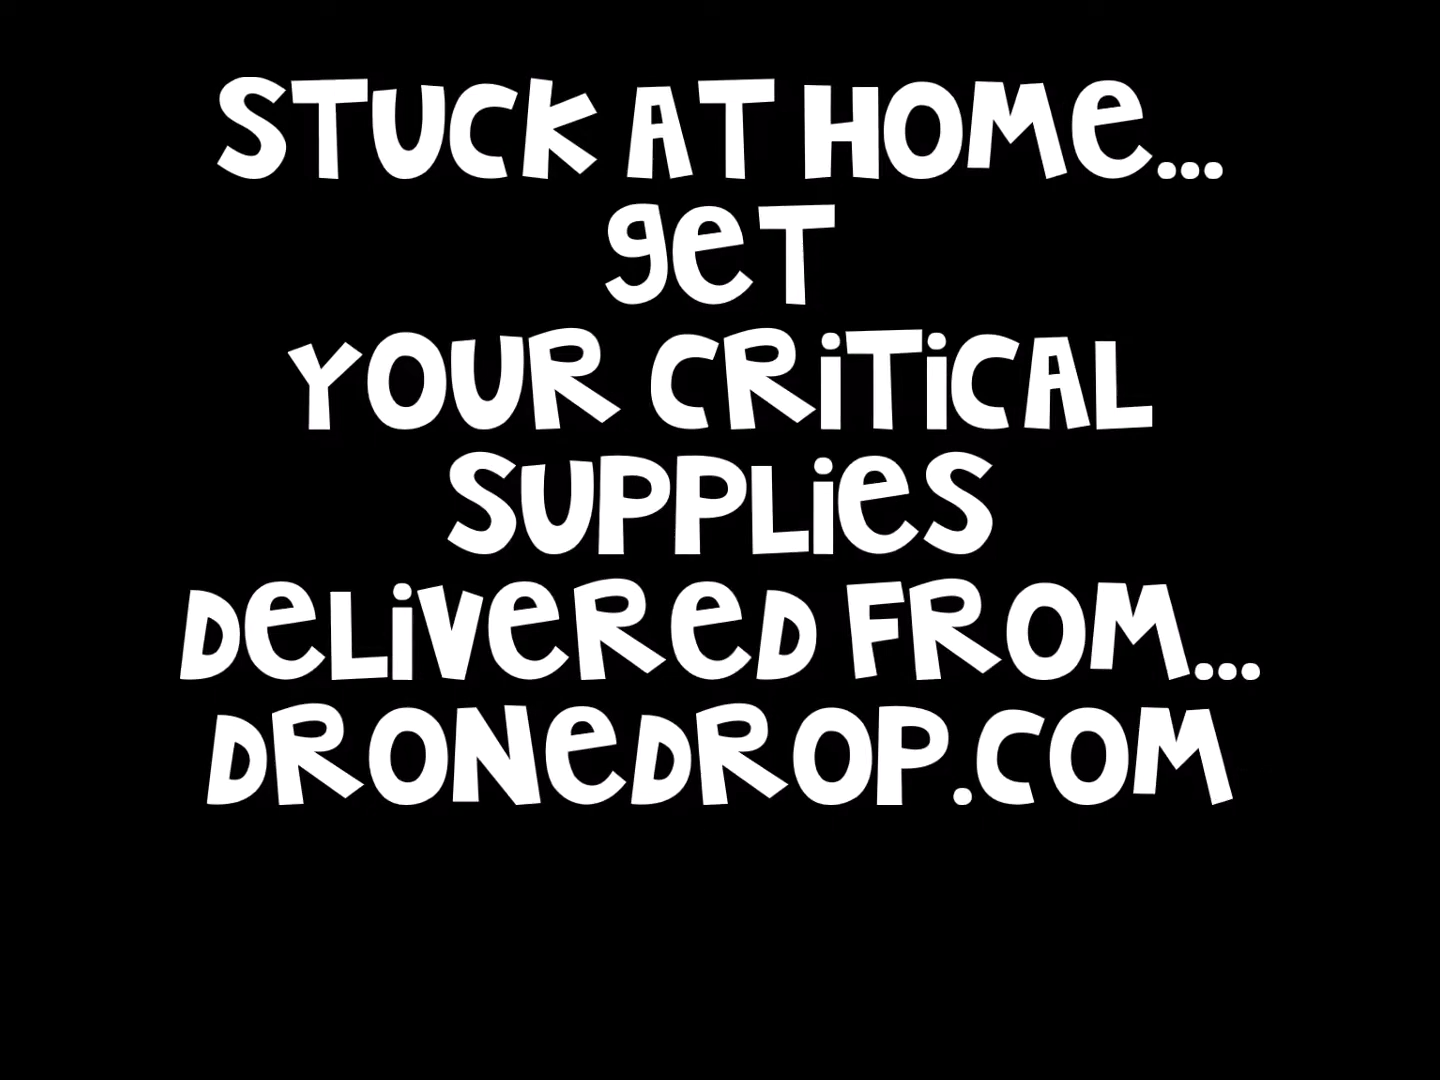 STUCK AT HOME...
GET
YOUR CRITICAL
SUPPLIES
DELIVERED FROM...
DRONEDROP.COM